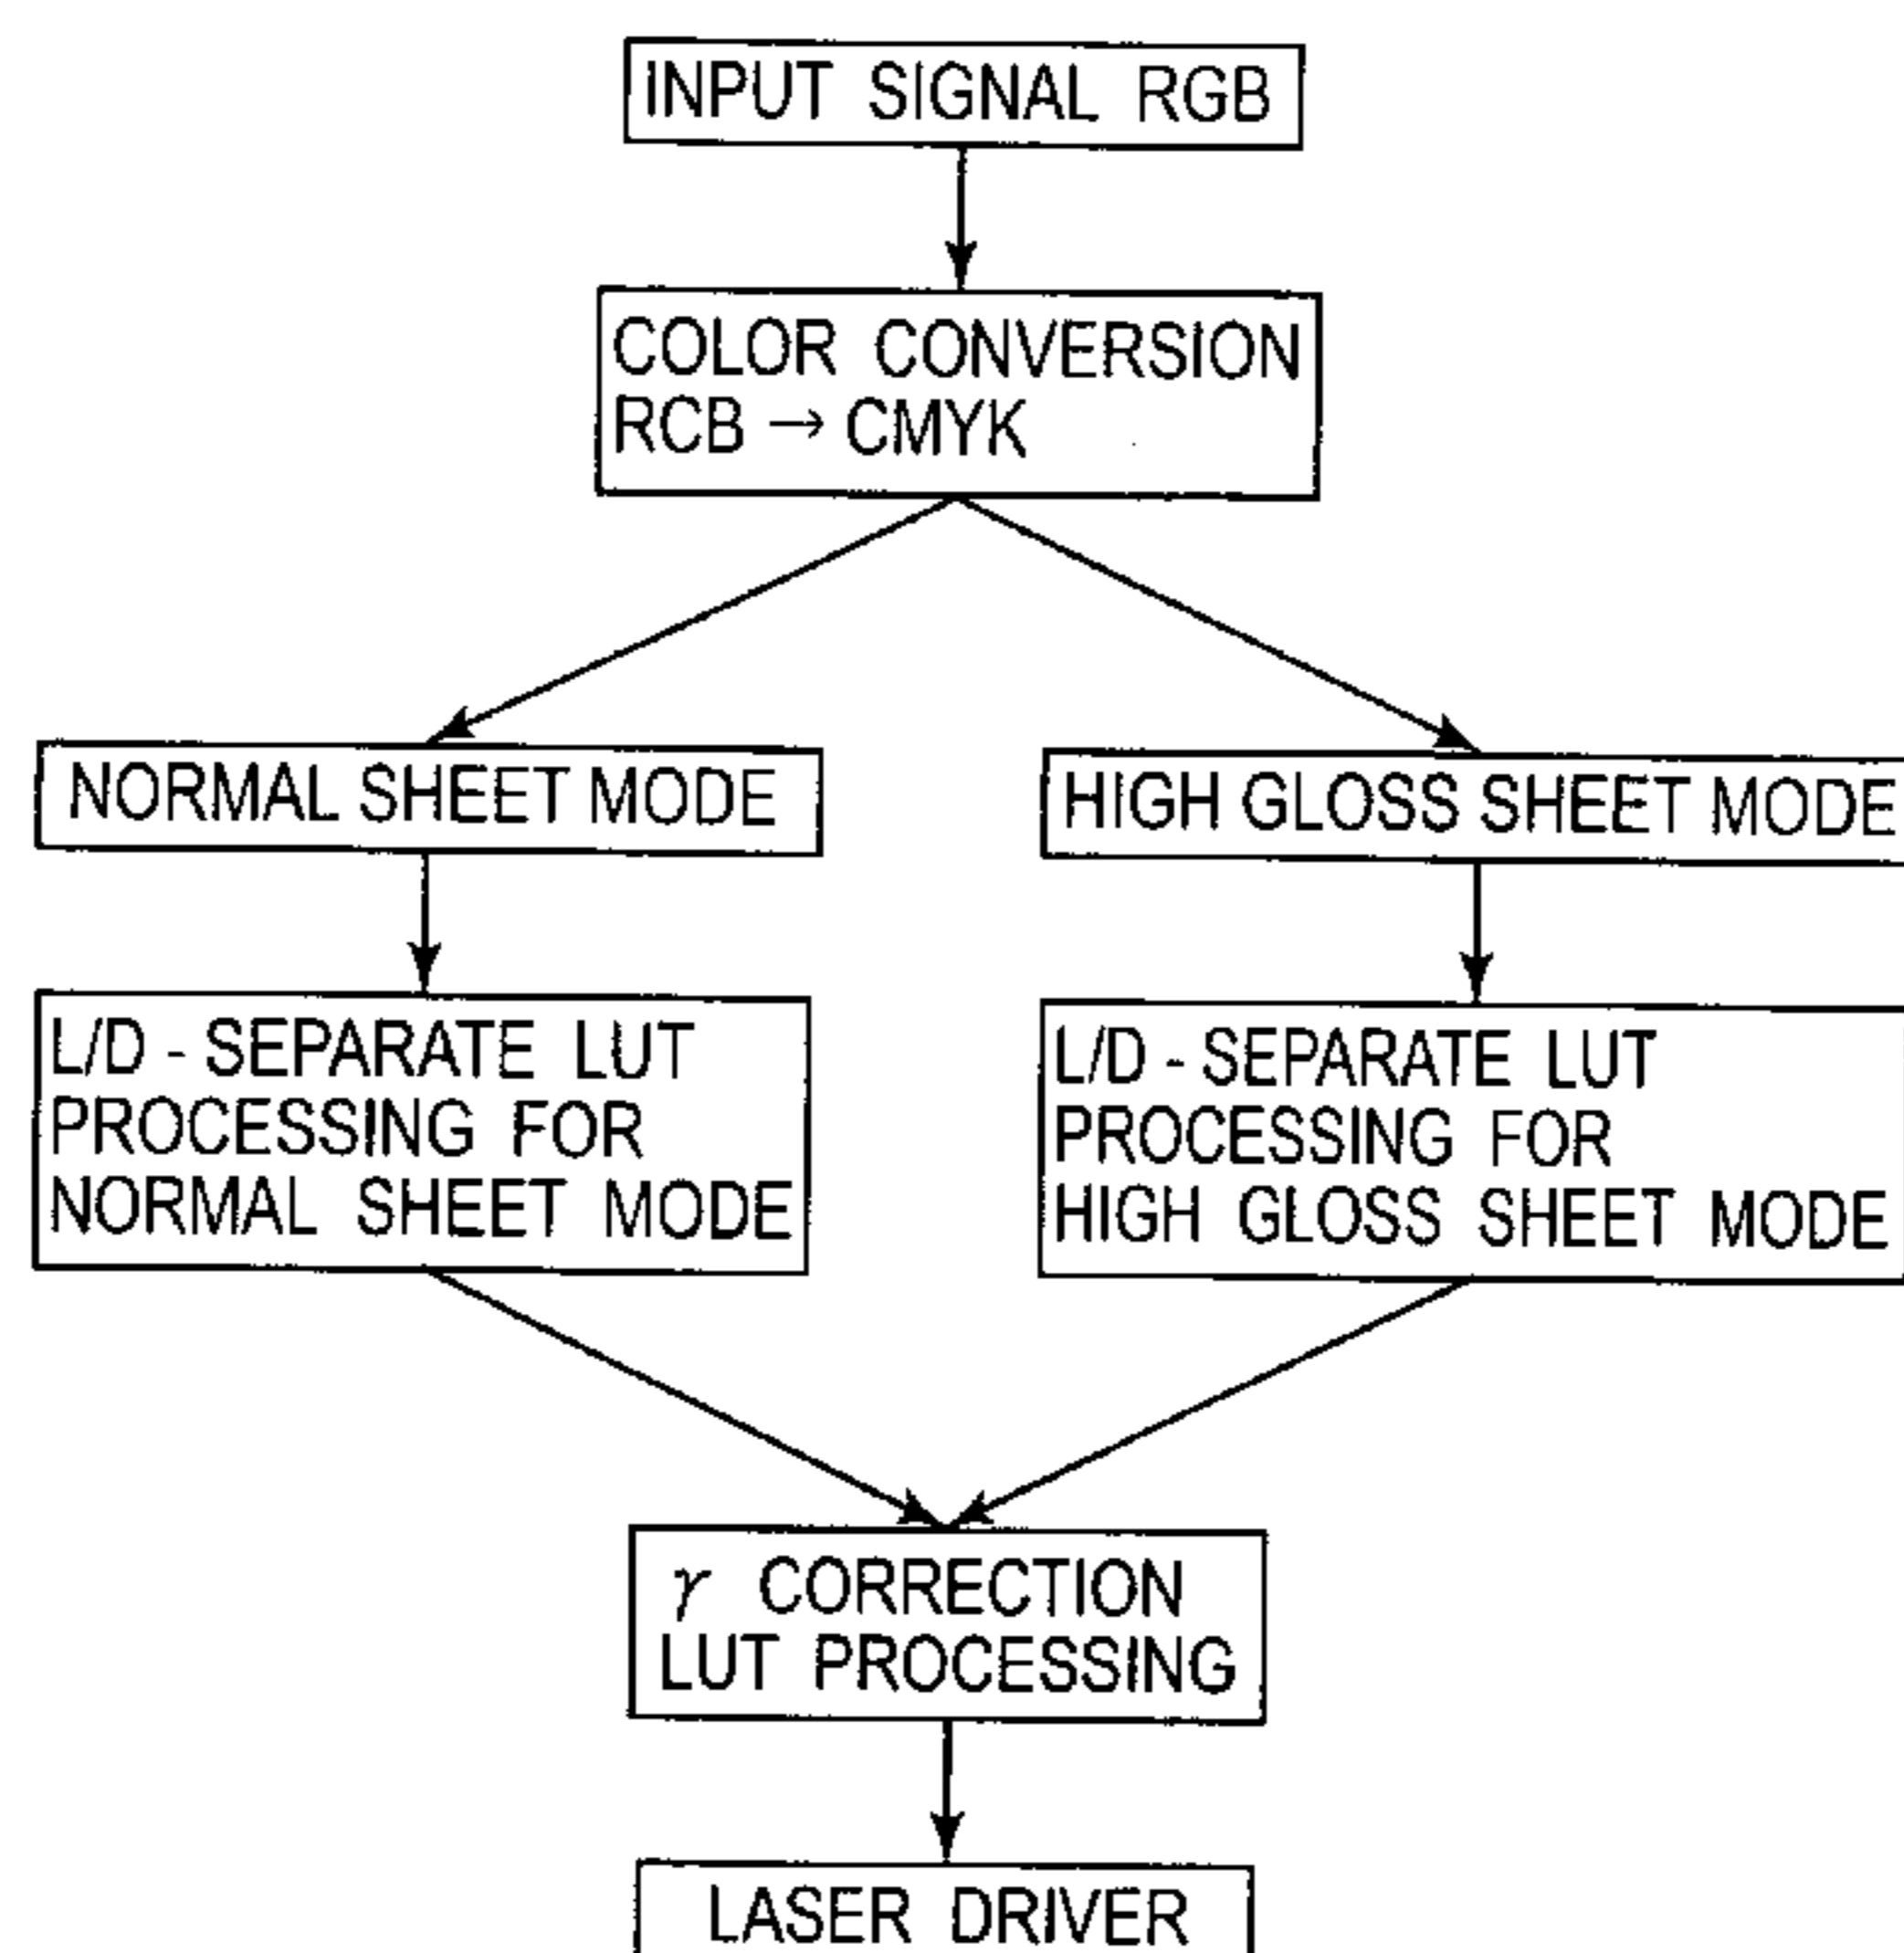 INPUT SIGNAL RGB
COLOR CONVERSION
RCB → CMYK
NORMAL SHEET MODE
HIGH GLOSS SHEET MODE
L/D - SEPARATE LUT
PROCESSING FOR
NORMAL SHEET MODE
L/D - SEPARATE LUT
PROCESSING FOR
HIGH GLOSS SHEET MODE
γ CORRECTION
LUT PROCESSING
LASER DRIVER